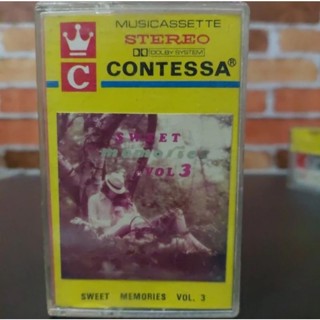 MUSICASSETTE
STEREO
DOLBY SYSTEM
C CONTESSA®
SWEET
memories
VOL 3
SWEET MEMORIES VOL. 3